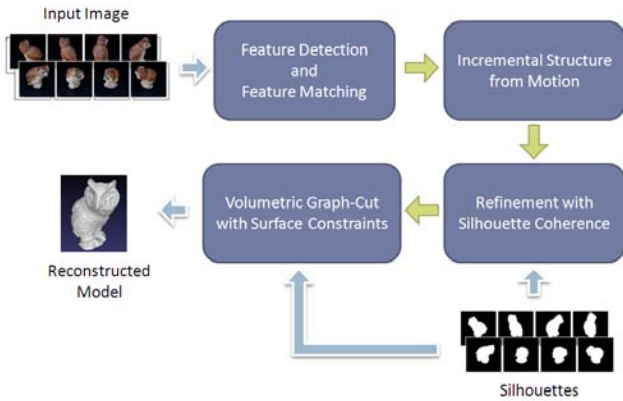 Input Image
Feature Detection
and
Feature Matching
Incremental Structure
from Motion
Volumetric Graph-Cut
with Surface Constraints
Refinement with
Silhouette Coherence
Reconstructed
Model
Silhouettes